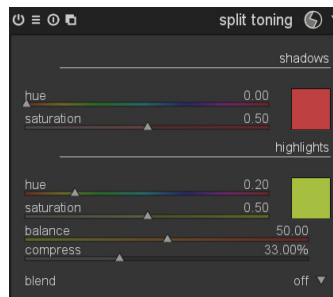 split toning
shadows
hue 0.00
saturation 0.50
highlights
hue 0.20
saturation 0.50
balance 50.00
compress 33.00%
blend off